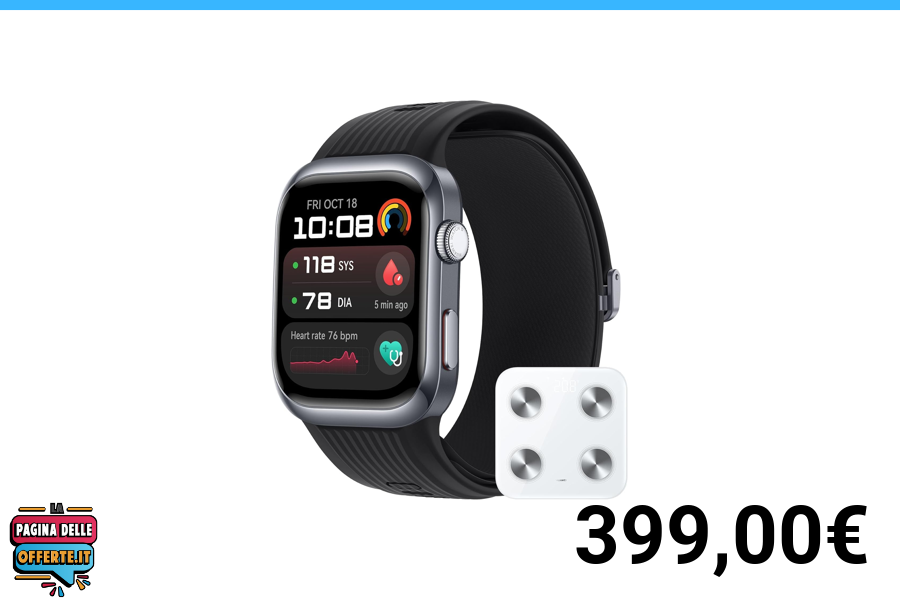 FRI OCT 18
10:08
118 SYS
78 DIA
5 min ago
Heart rate 76 bpm
LA
PAGINA DELLE
OFFERTE.IT
399,00€